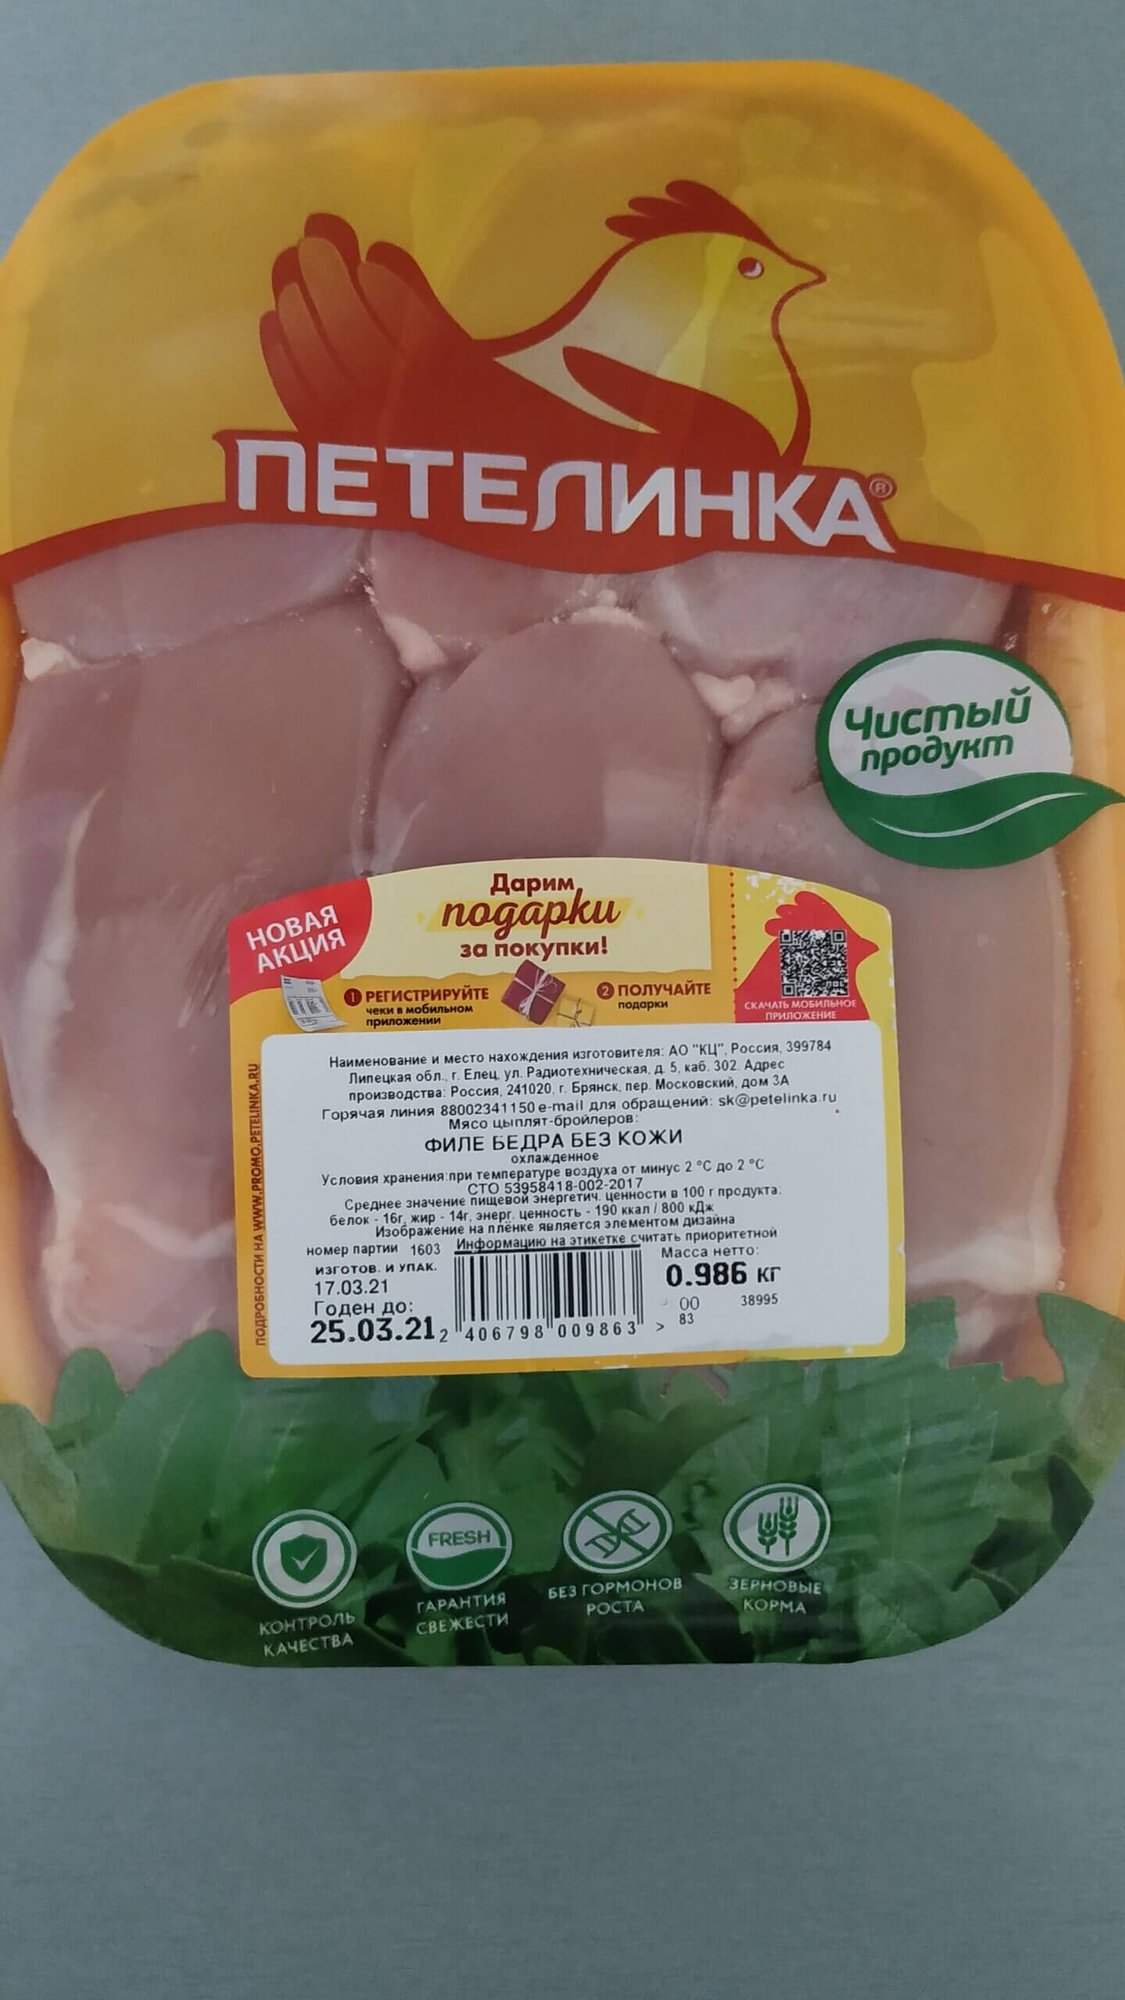 ПЕТЕЛИНКА®
Чистый
продукт
НОВАЯ
АКЦИЯ
Дарим
подарки
за покупки!
1 РЕГИСТРИРУЙТЕ
чеки в мобильном
приложении
2 ПОЛУЧАЙТЕ
подарки
СКАЧАТЬ МОБИЛЬНОЕ
ПРИЛОЖЕНИЕ
ПОДРОБНОСТИ НА WWW.PROMO.PETELINKA.RU
Наименование и место нахождения изготовителя: АО "КЦ", Россия, 399784
Липецкая обл., г. Елец, ул. Радиотехническая, д. 5, каб. 302. Адрес
производства: Россия, 241020, г. Брянск, пер. Московский, дом 3А
Горячая линия 88002341150 e-mail для обращений: sk@petelinka.ru
Мясо цыплят-бройлеров:
ФИЛЕ БЕДРА БЕЗ КОЖИ
охлажденное
Условия хранения:при температуре воздуха от минус 2 °С до 2 °С
СТО 53958418-002-2017
Среднее значение пищевой энергетич. ценности в 100 г продукта:
белок - 16г, жир - 14г, энерг. ценность - 190 ккал / 800 кДж
Изображение на плёнке является элементом дизайна
Информацию на этикетке считать приоритетной
номер партии 1603
изготов. и упак.
17.03.21
Годен до:
25.03.21
2 406798 009863 >
Масса нетто:
0.986 кг
00 38995
83
КОНТРОЛЬ
КАЧЕСТВА
FRESH
ГАРАНТИЯ
СВЕЖЕСТИ
БЕЗ ГОРМОНОВ
РОСТА
ЗЕРНОВЫЕ
КОРМА